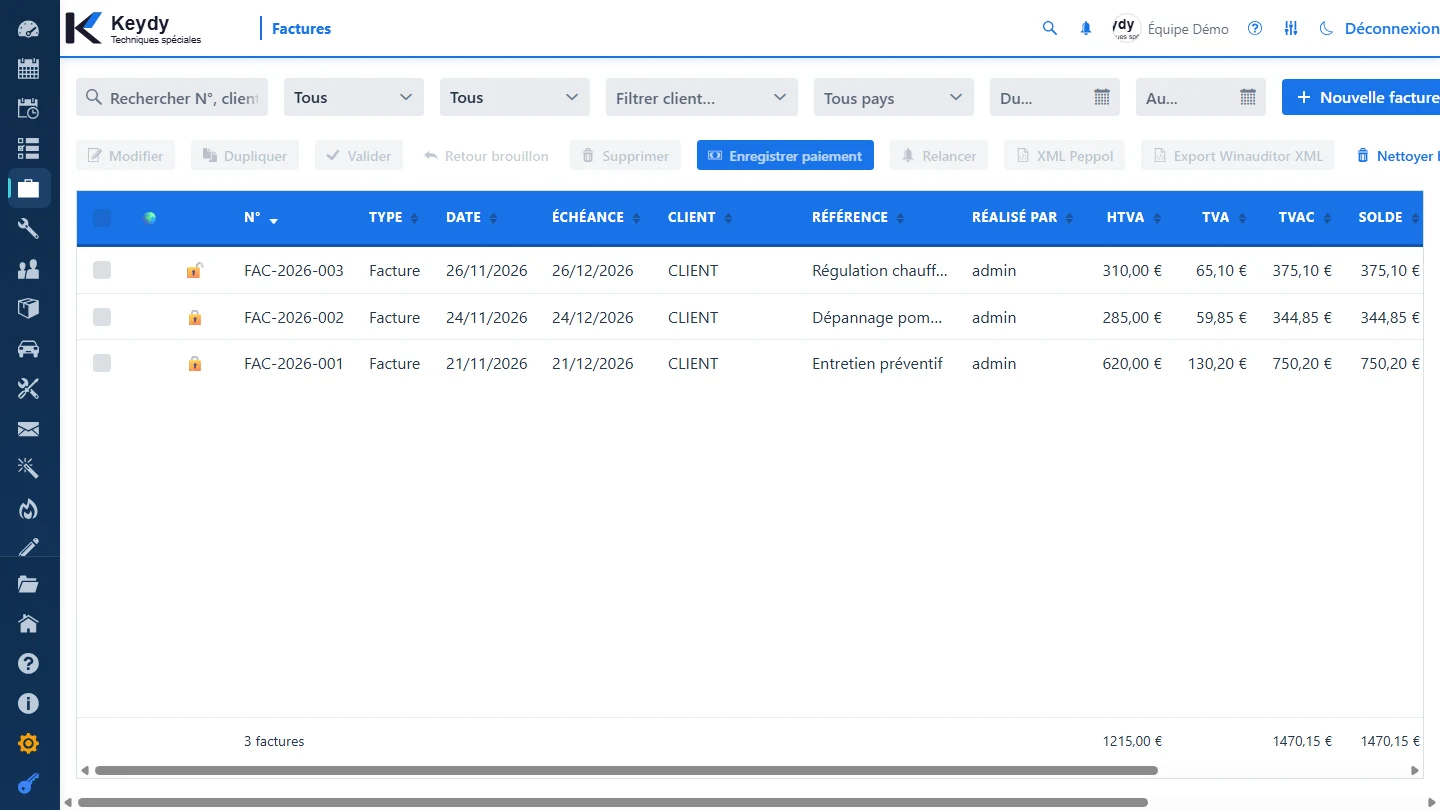 Keydy
Techniques spéciales
Factures
Équipe Démo
Déconnexion
Rechercher N°, client
Tous
Tous
Filtrer client...
Tous pays
Du...
Au...
Nouvelle facture
Modifier
Dupliquer
Valider
Retour brouillon
Supprimer
Enregistrer paiement
Relancer
XML Peppol
Export Winauditor XML
Nettoyer
N° TYPE DATE ÉCHÉANCE CLIENT RÉFÉRENCE RÉALISÉ PAR HTVA TVA TVAC SOLDE
FAC-2026-003 Facture 26/11/2026 26/12/2026 CLIENT Régulation chauff... admin 310,00 € 65,10 € 375,10 € 375,10 €
FAC-2026-002 Facture 24/11/2026 24/12/2026 CLIENT Dépannage pom... admin 285,00 € 59,85 € 344,85 € 344,85 €
FAC-2026-001 Facture 21/11/2026 21/12/2026 CLIENT Entretien préventif admin 620,00 € 130,20 € 750,20 € 750,20 €
3 factures 1215,00 € 1470,15 € 1470,15 €